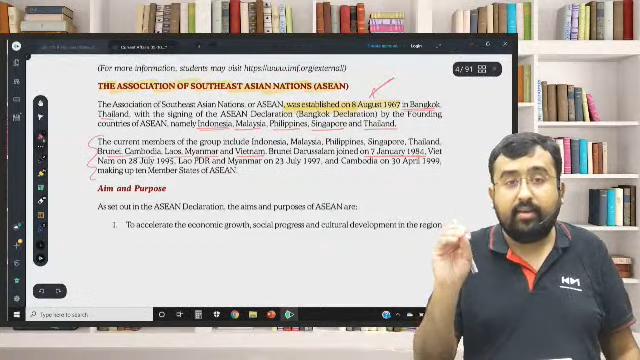 Login
(For more information, students may visit https://www.imf.org/external/)
4/91
THE ASSOCIATION OF SOUTHEAST ASIAN NATIONS (ASEAN)
The Association of Southeast Asian Nations, or ASEAN, was established on 8 August 1967 in Bangkok,
Thailand, with the signing of the ASEAN Declaration (Bangkok Declaration) by the Founding
countries of ASEAN, namely Indonesia, Malaysia, Philippines, Singapore and Thailand.
The current members of the group include Indonesia, Malaysia, Philippines, Singapore, Thailand,
Brunei, Cambodia, Laos, Myanmar and Vietnam. Brunei Darussalam joined on 7 January 1984, Viet
Nam on 28 July 1995, Lao PDR and Myanmar on 23 July 1997, and Cambodia on 30 April 1999,
making up ten Member States of ASEAN.
Aim and Purpose
As set out in the ASEAN Declaration, the aims and purposes of ASEAN are:
1. To accelerate the economic growth, social progress and cultural development in the region
Type here to search